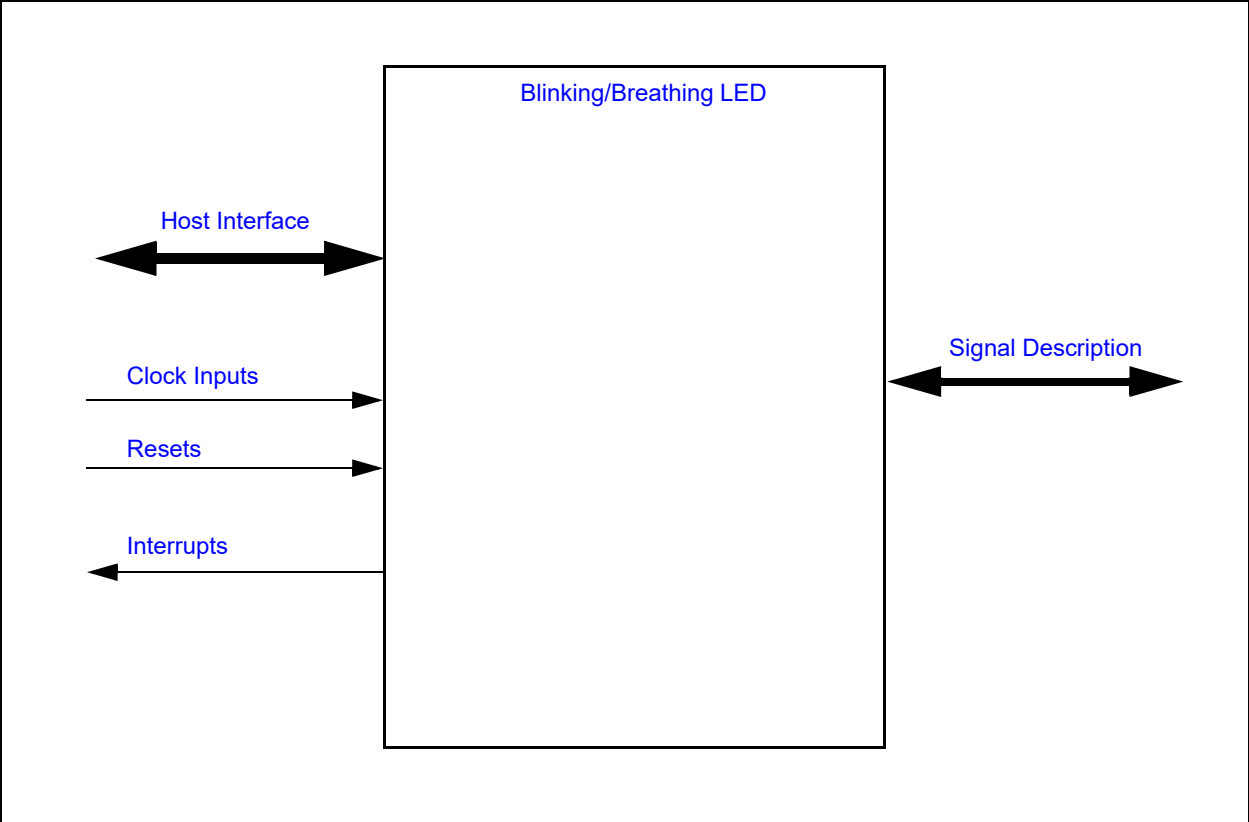 Blinking/Breathing LED
Host Interface
Signal Description
Clock Inputs
Resets
Interrupts